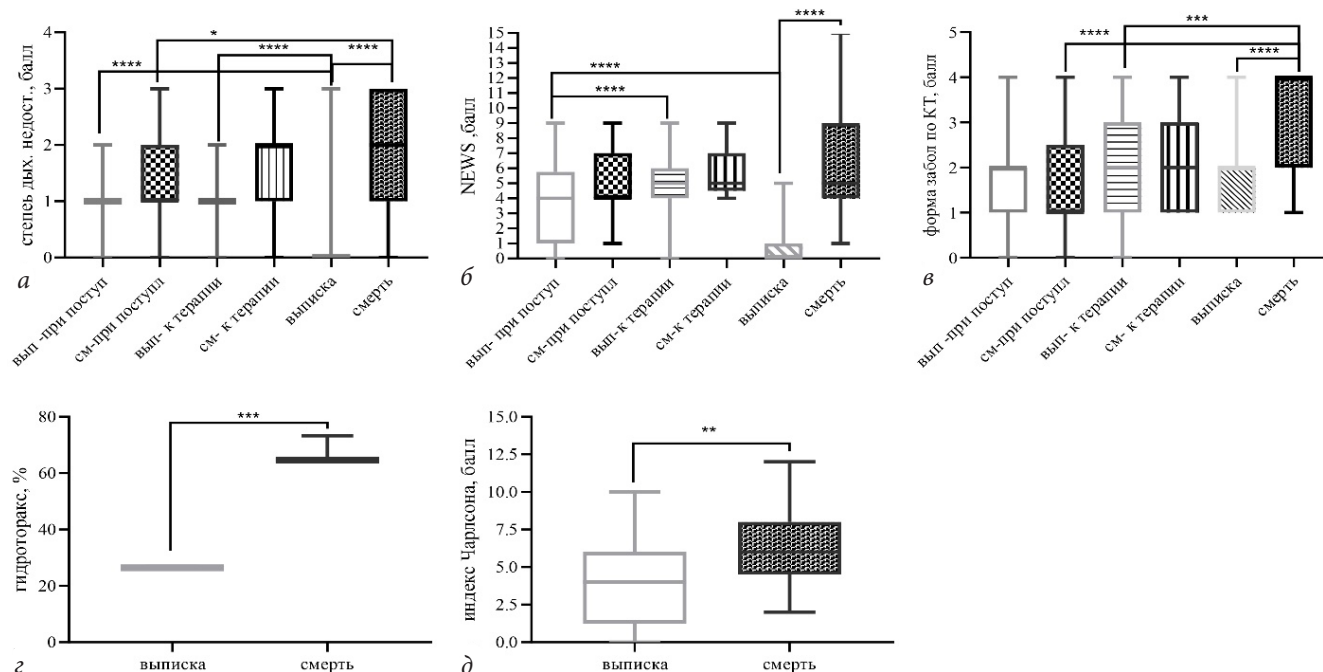 степеь дых. недост., балл
4
3
2
1
0
* **** **** ****
вып -при поступ
см-при поступл
вып- к терапии
см- к терапии
выписка
смерть
а
NEWS ,балл
15
14
13
12
11
10
9
8
7
6
5
4
3
2
1
0
**** **** ****
вып- при поступ
см-при поступл
вып-к терапии
см-к терапии
выписка
смерть
б
форма забол по КТ, балл
5
4
3
2
1
0
**** *** ****
вып -при поступ
см-при поступл
вып- к терапии
см- к терапии
выписка
смерть
в
гидроторакс, %
80
60
40
20
0
***
выписка
смерть
г
индекс Чарлсона, балл
15.0
12.5
10.0
7.5
5.0
2.5
0.0
**
выписка
смерть
д